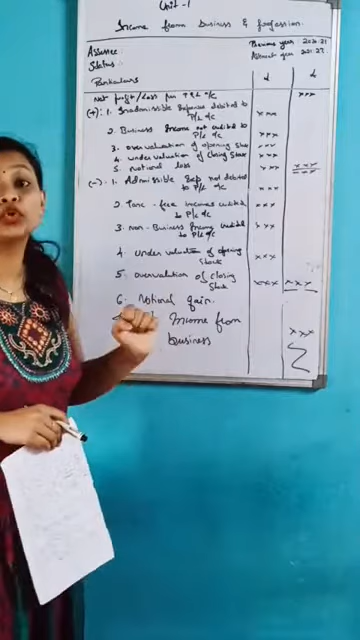 Unit - 1
Income from business & profession.
Assessee : Previous year : 2020-21
Status : Assessment year : 2021-22
Particulars ₹ ₹
Net profit/Loss per P&L a/c xxx
(+) : 1. Inadmissible Expenses debited to
P/L a/c xxx
2. Business Income not credited to
P/L a/c xxx
3. over valuation of opening Stock xxx
4. under valuation of closing Stock xxx
5. notional loss xxx xxx
(-) : 1. Admissible Exp not debited
to P/L a/c xxx
2. Tax-free incomes credited
to P/L a/c xxx
3. non-Business Income credited
to P/L a/c xxx
4. under valuation of opening
Stock xxx
5. overvaluation of closing
Stock
6. Notional gain. xxx xxx
Income from
business xxx